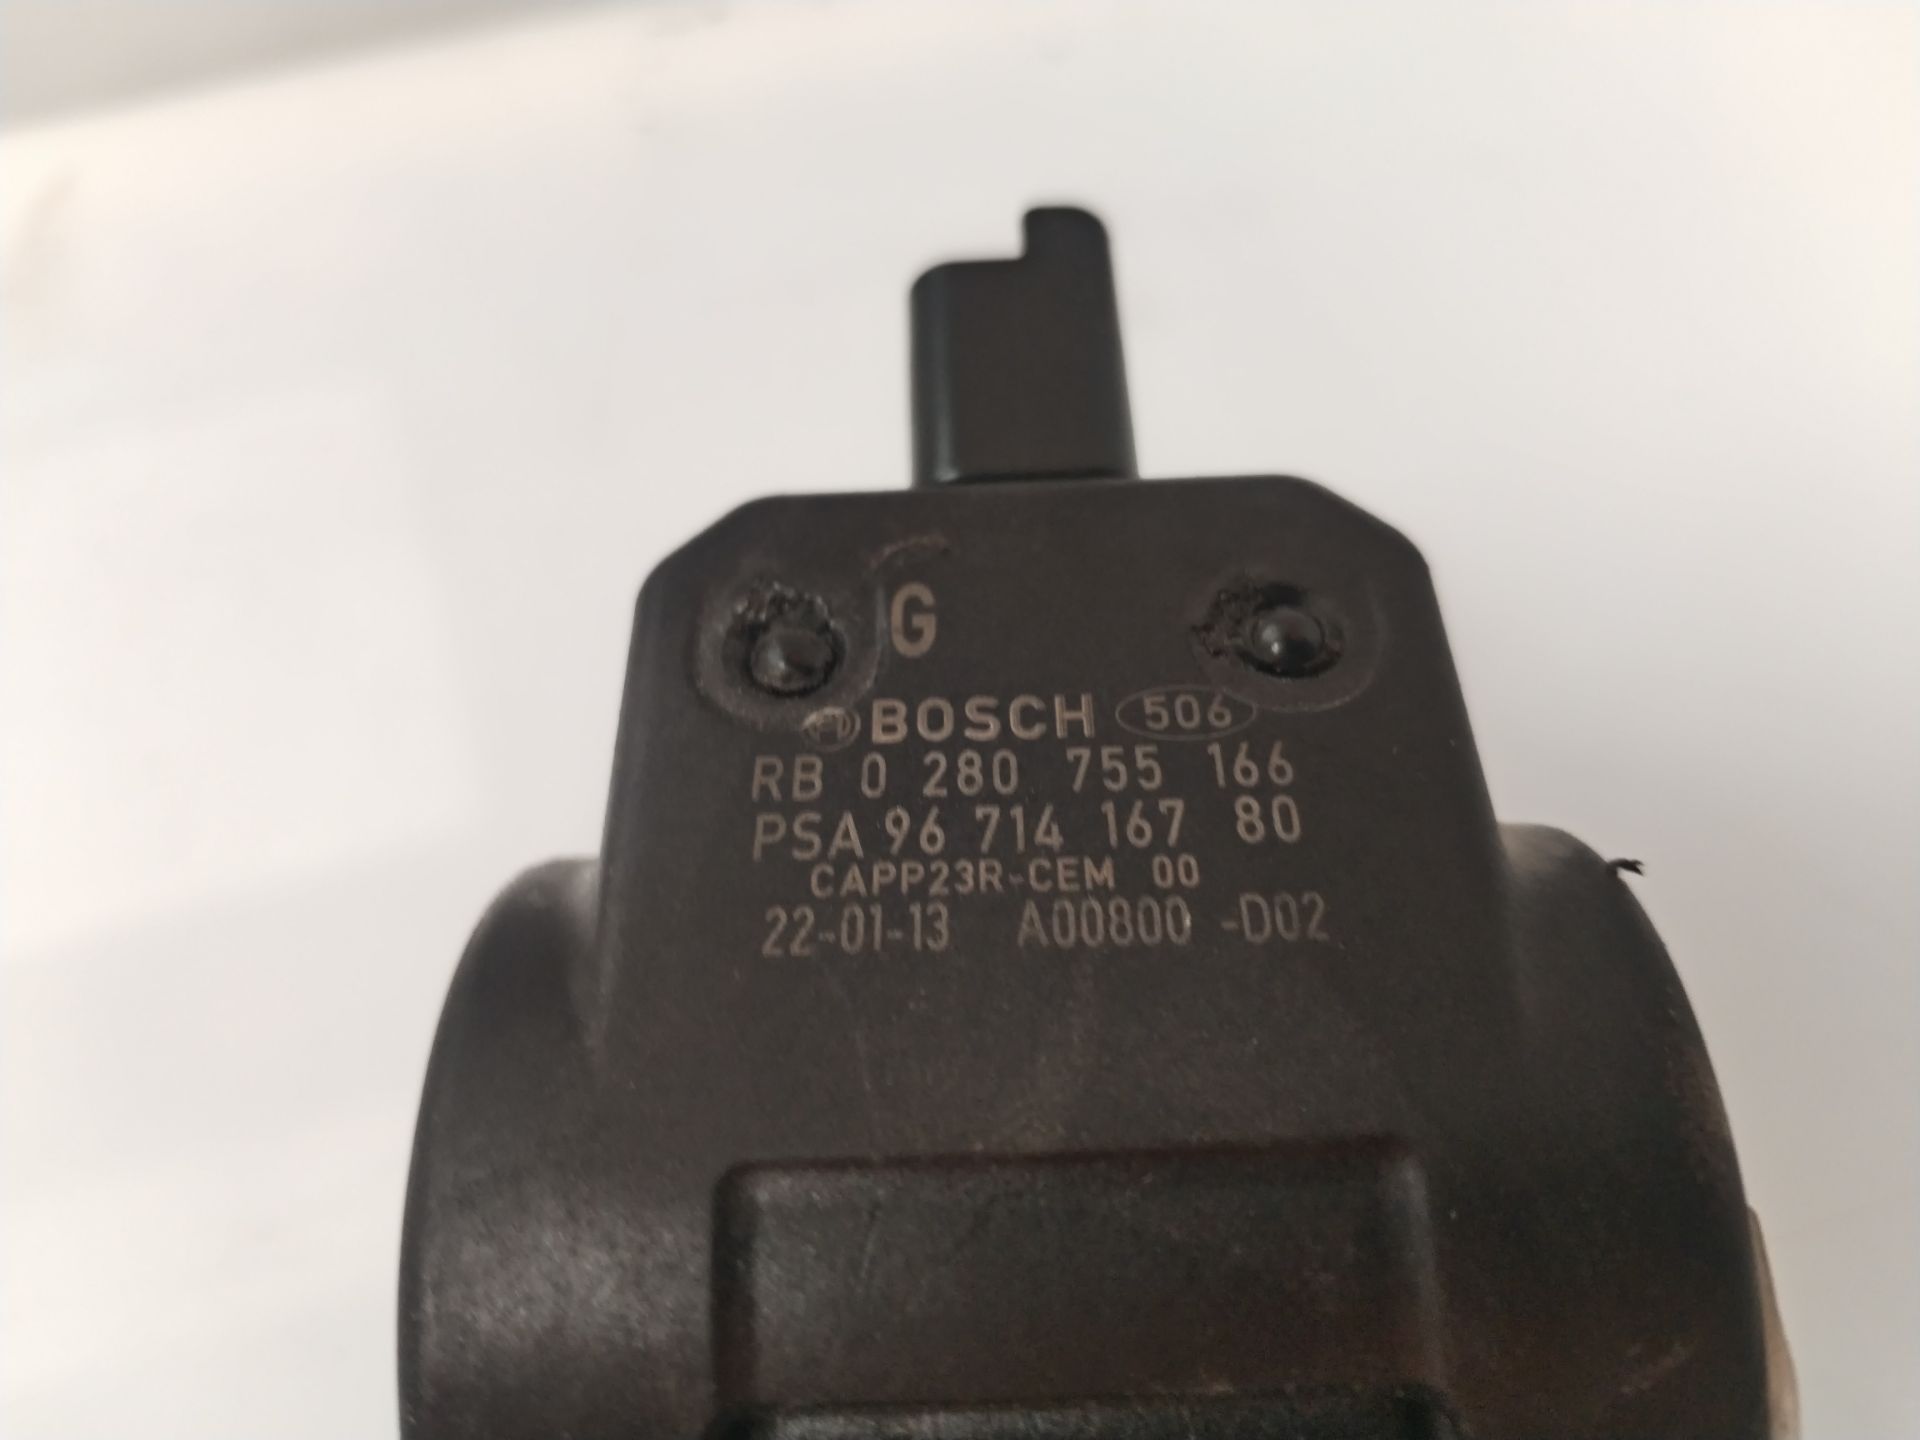 G
BOSCH 506
RB 0 280 755 166
PSA 96 714 167 80
CAPP23R-CEM 00
22-01-13 A00800 -D02